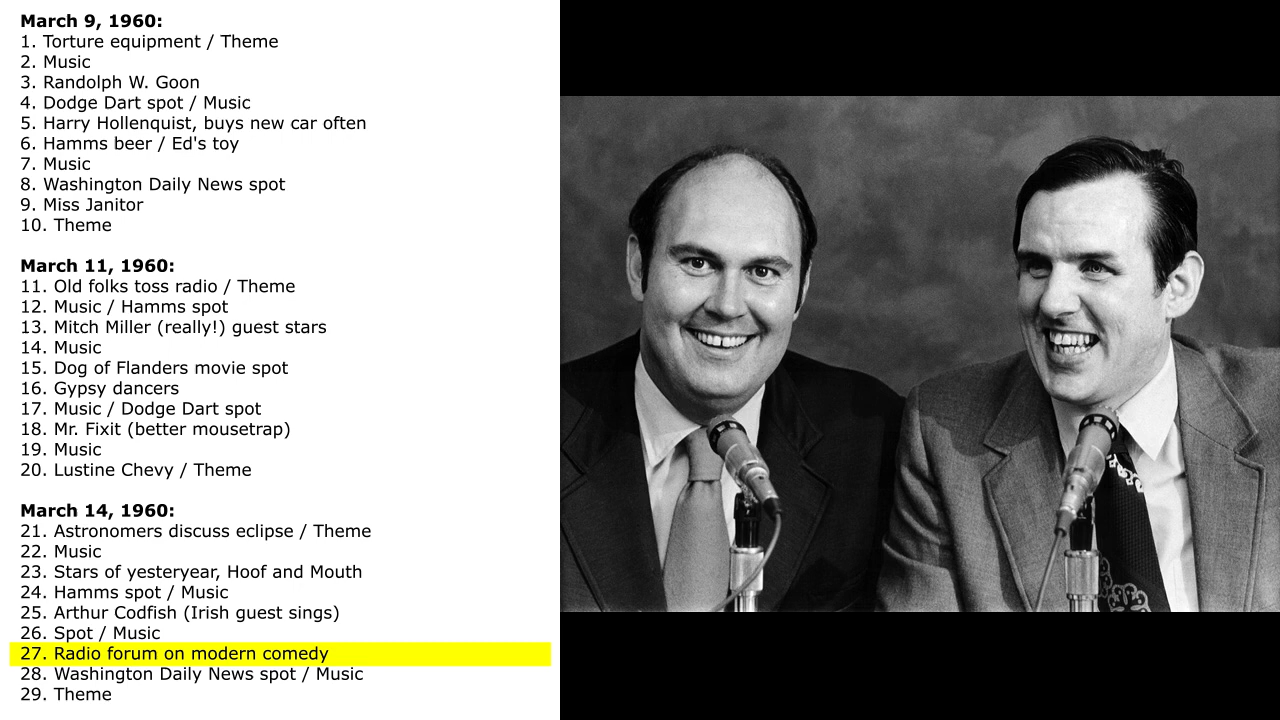 March 9, 1960:
1. Torture equipment / Theme
2. Music
3. Randolph W. Goon
4. Dodge Dart spot / Music
5. Harry Hollenquist, buys new car often
6. Hamms beer / Ed's toy
7. Music
8. Washington Daily News spot
9. Miss Janitor
10. Theme
March 11, 1960:
11. Old folks toss radio / Theme
12. Music / Hamms spot
13. Mitch Miller (really!) guest stars
14. Music
15. Dog of Flanders movie spot
16. Gypsy dancers
17. Music / Dodge Dart spot
18. Mr. Fixit (better mousetrap)
19. Music
20. Lustine Chevy / Theme
March 14, 1960:
21. Astronomers discuss eclipse / Theme
22. Music
23. Stars of yesteryear, Hoof and Mouth
24. Hamms spot / Music
25. Arthur Codfish (Irish guest sings)
26. Spot / Music
27. Radio forum on modern comedy
28. Washington Daily News spot / Music
29. Theme